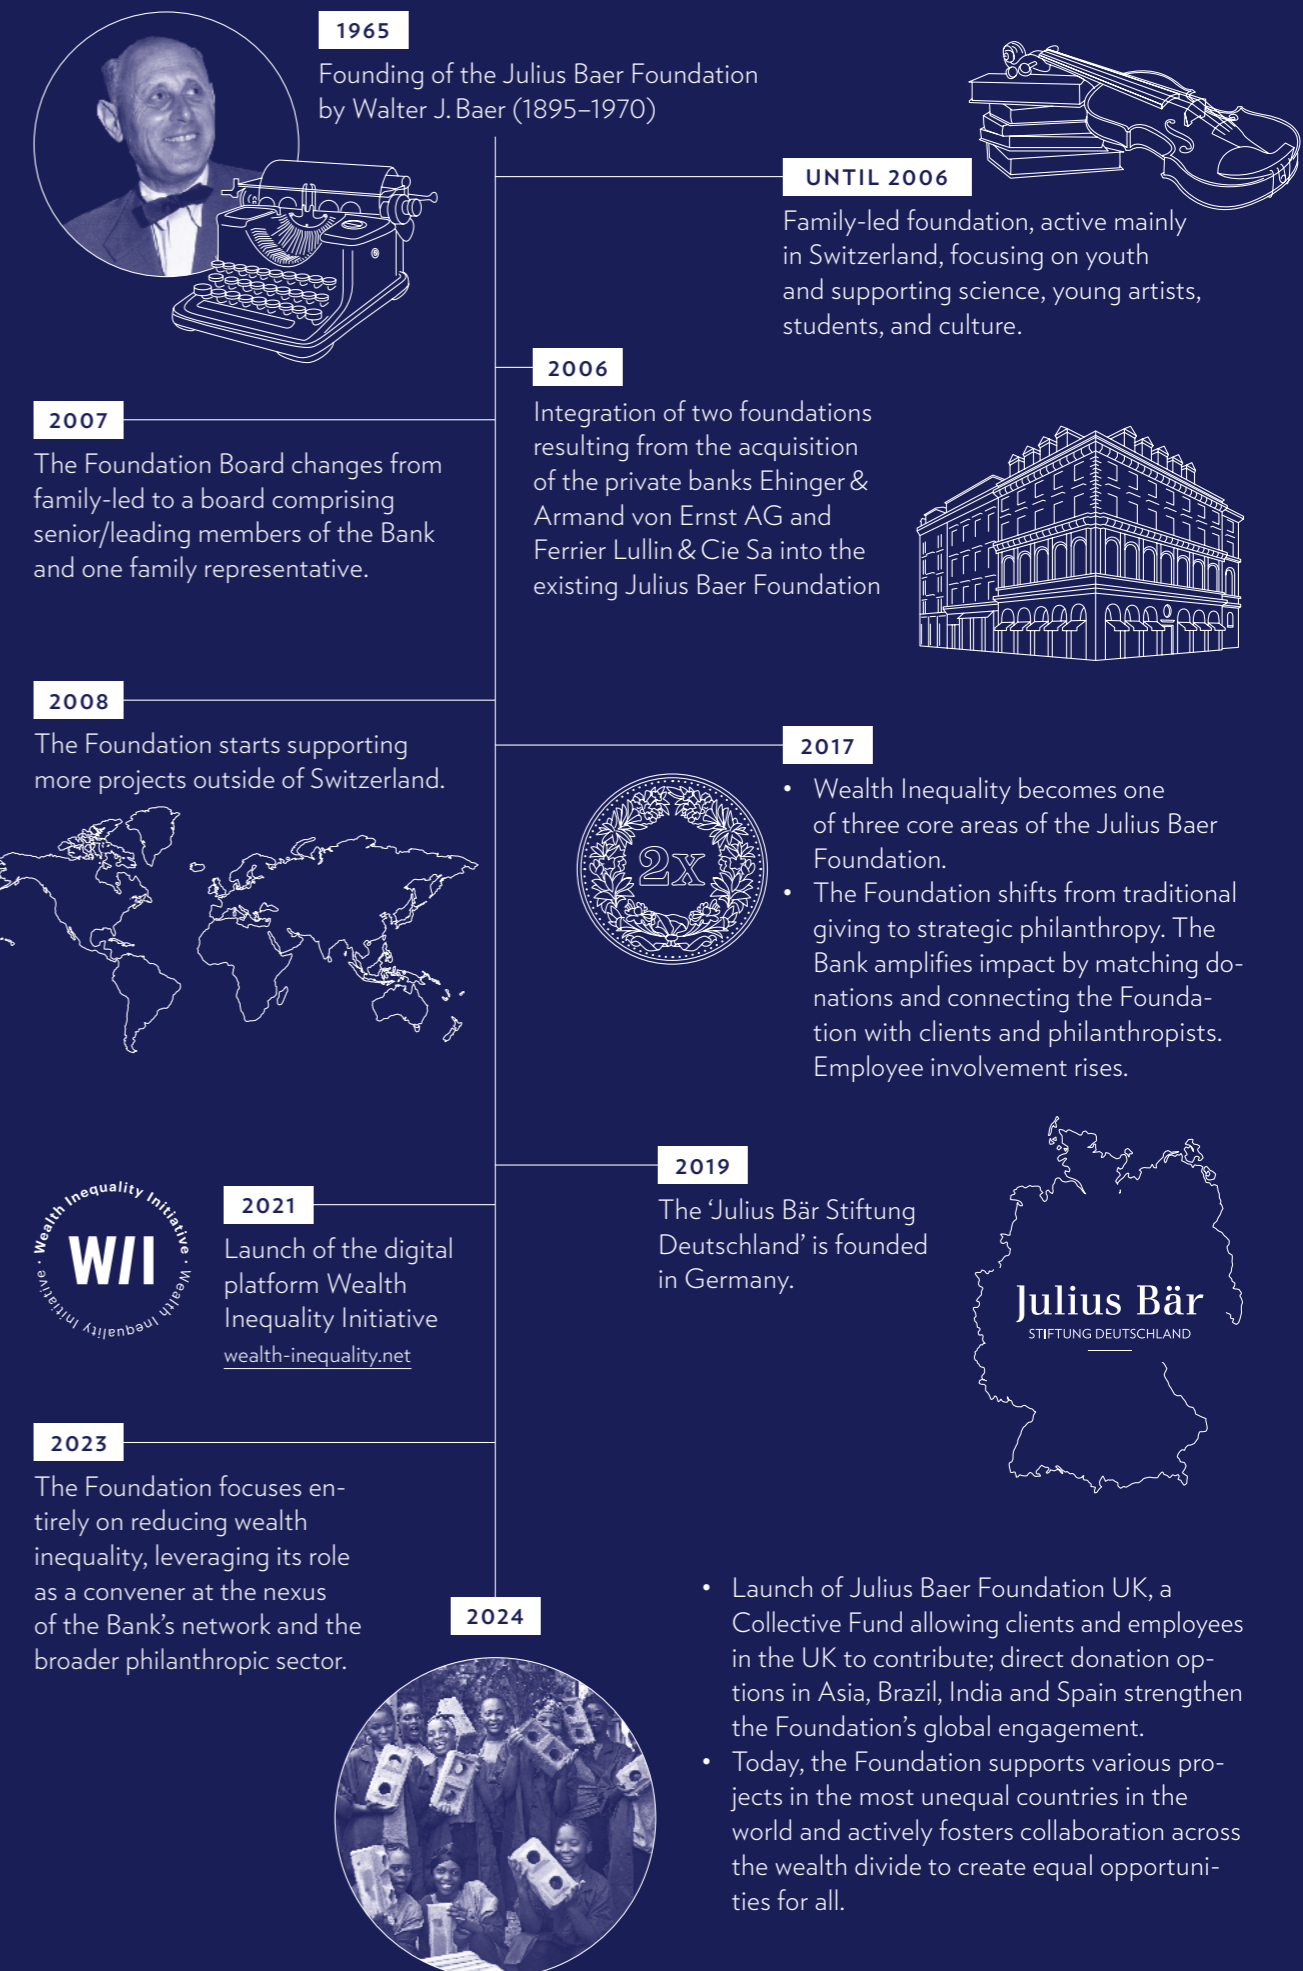 1965
Founding of the Julius Baer Foundation
by Walter J. Baer (1895–1970)
UNTIL 2006
Family-led foundation, active mainly
in Switzerland, focusing on youth
and supporting science, young artists,
students, and culture.
2006
Integration of two foundations
resulting from the acquisition
of the private banks Ehinger &
Armand von Ernst AG and
Ferrier Lullin & Cie Sa into the
existing Julius Baer Foundation
2007
The Foundation Board changes from
family-led to a board comprising
senior/leading members of the Bank
and one family representative.
2008
The Foundation starts supporting
more projects outside of Switzerland.
2017
• Wealth Inequality becomes one
of three core areas of the Julius Baer
Foundation.
• The Foundation shifts from traditional
giving to strategic philanthropy. The
Bank amplifies impact by matching do-
nations and connecting the Founda-
tion with clients and philanthropists.
Employee involvement rises.
2x
2019
The ‘Julius Bär Stiftung
Deutschland’ is founded
in Germany.
Julius Bär
STIFTUNG DEUTSCHLAND
Wealth Inequality Initiative · Wealth Inequality Initiative ·
W/I
2021
Launch of the digital
platform Wealth
Inequality Initiative
wealth-inequality.net
2023
The Foundation focuses en-
tirely on reducing wealth
inequality, leveraging its role
as a convener at the nexus
of the Bank’s network and the
broader philanthropic sector.
2024
• Launch of Julius Baer Foundation UK, a
Collective Fund allowing clients and employees
in the UK to contribute; direct donation op-
tions in Asia, Brazil, India and Spain strengthen
the Foundation’s global engagement.
• Today, the Foundation supports various pro-
jects in the most unequal countries in the
world and actively fosters collaboration across
the wealth divide to create equal opportuni-
ties for all.